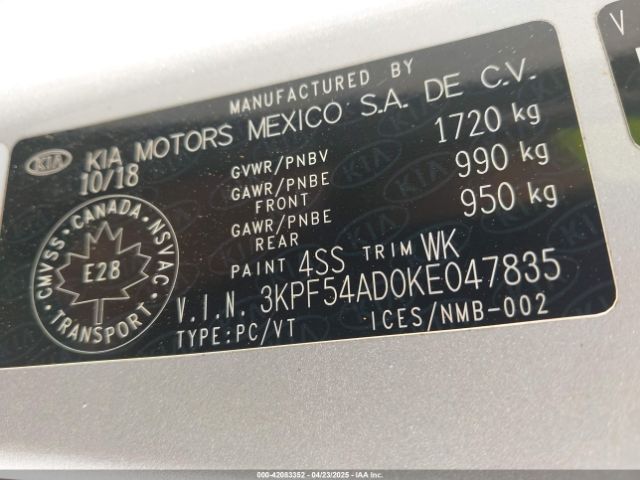 MANUFACTURED BY
KIA KIA MOTORS MEXICO S.A. DE C.V.
10/18
GVWR/PNBV 1720 kg
GAWR/PNBE FRONT 990 kg
GAWR/PNBE REAR 950 kg
PAINT 4SS TRIM WK
V.I.N. 3KPF54AD0KE047835
TYPE:PC/VT ICES/NMB-002
CANADA
CMVSS NSVAC
E28
TRANSPORT
V
000-42083352 - 04/23/2025 - IAAI.COM